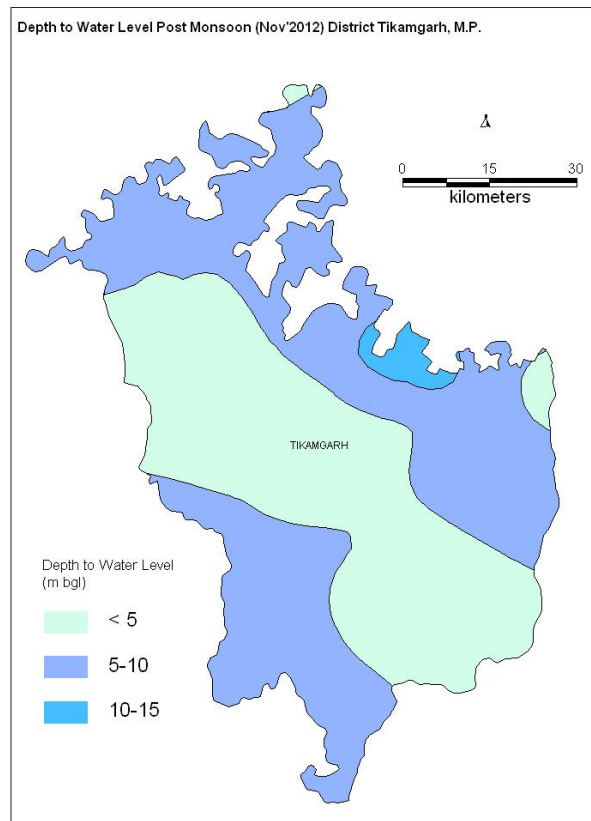 Depth to Water Level Post Monsoon (Nov'2012) District Tikamgarh, M.P.
0 15 30
kilometers
TIKAMGARH
Depth to Water Level
(m bgl)
< 5
5-10
10-15